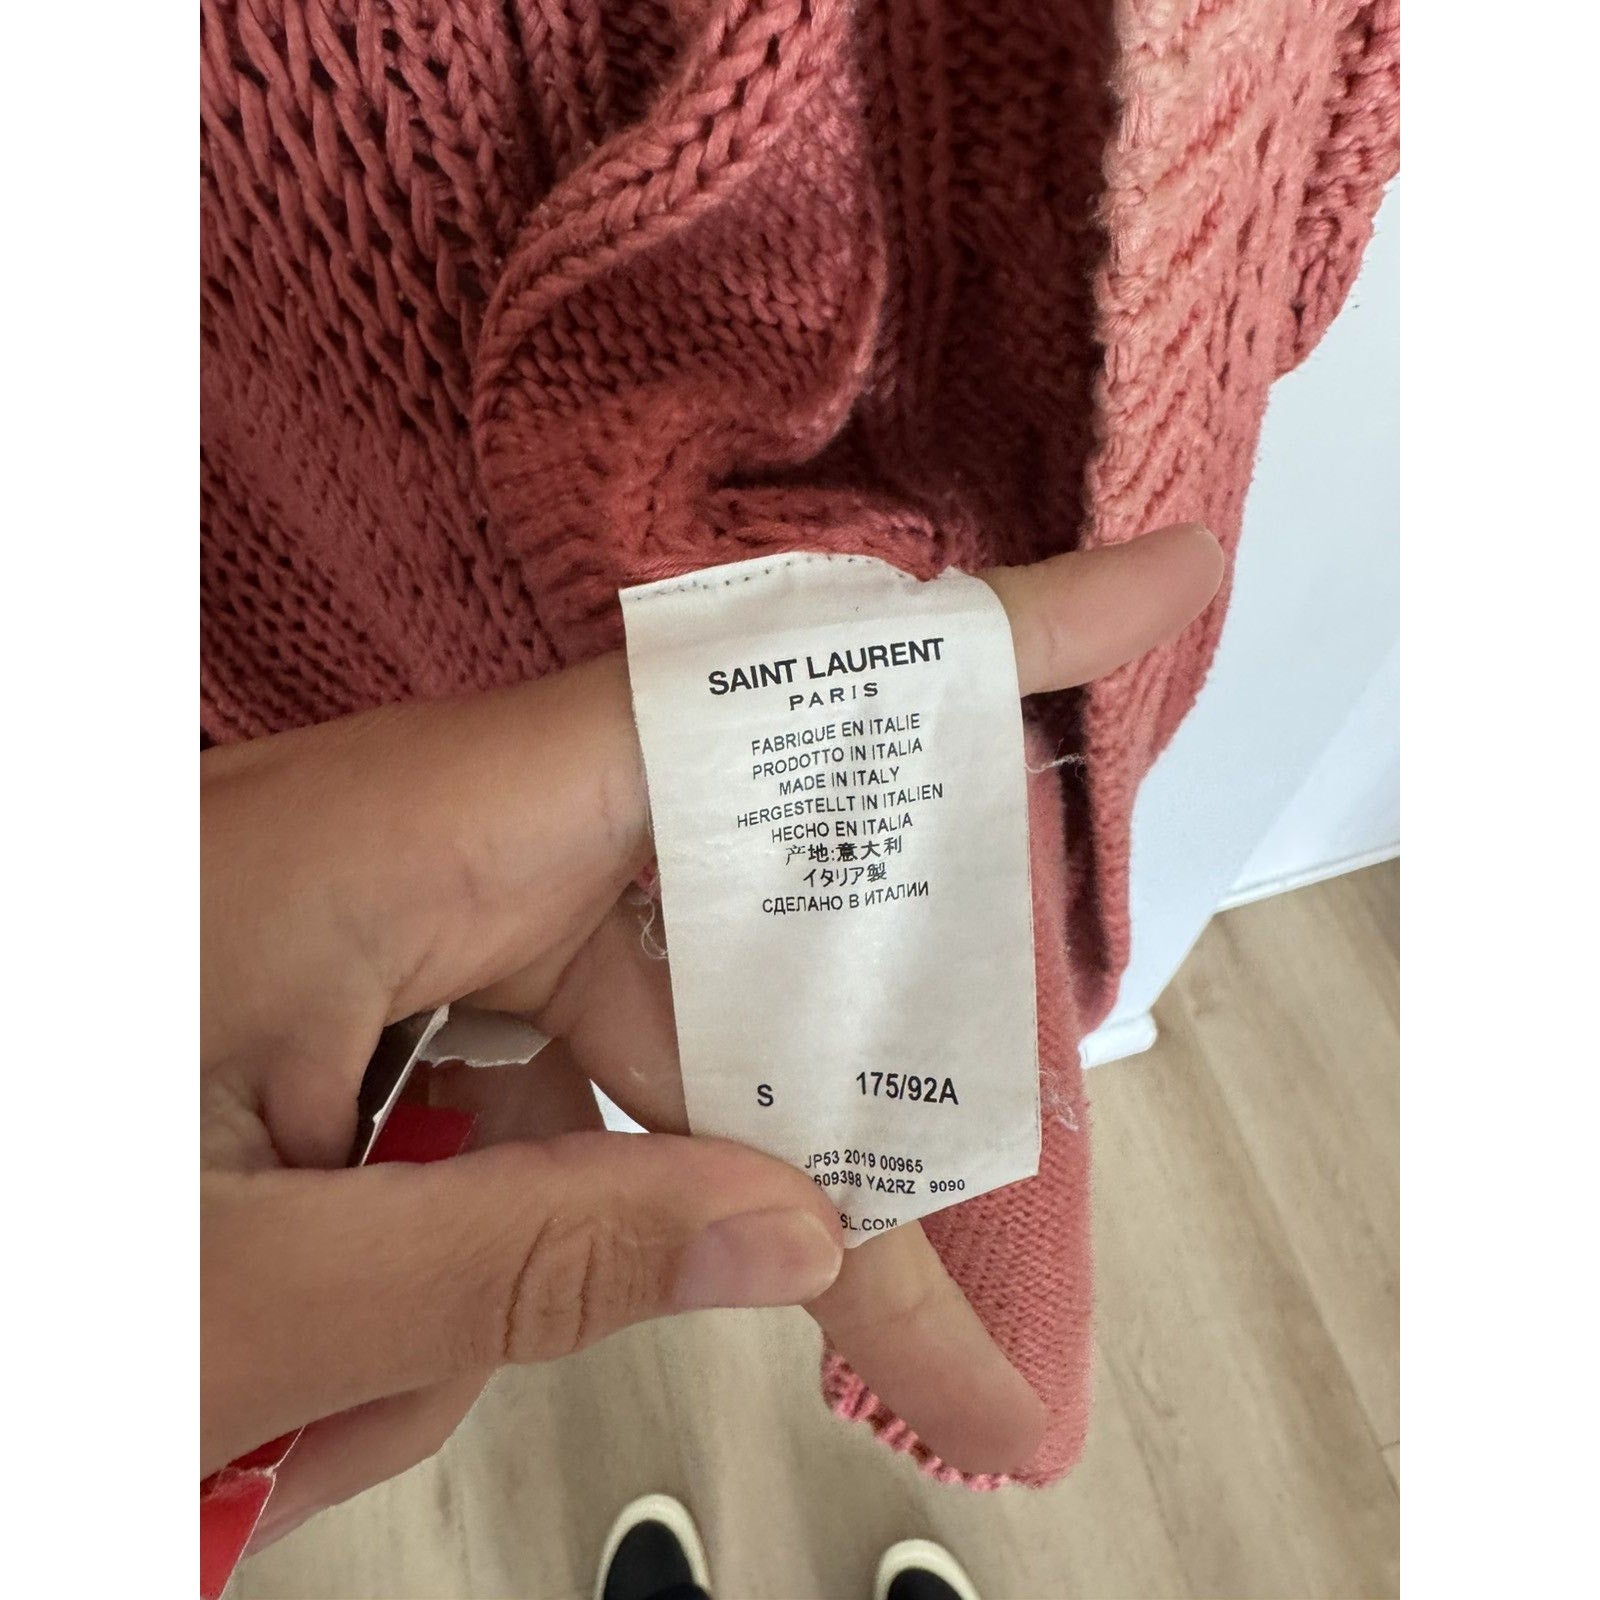 SAINT LAURENT
PARIS
FABRIQUE EN ITALIE
PRODOTTO IN ITALIA
MADE IN ITALY
HERGESTELLT IN ITALIEN
HECHO EN ITALIA
产地:意大利
イタリア製
СДЕЛАНО В ИТАЛИИ
S 175/92A
JP53 2019 00965
609398 YA2RZ 9090
SL.COM